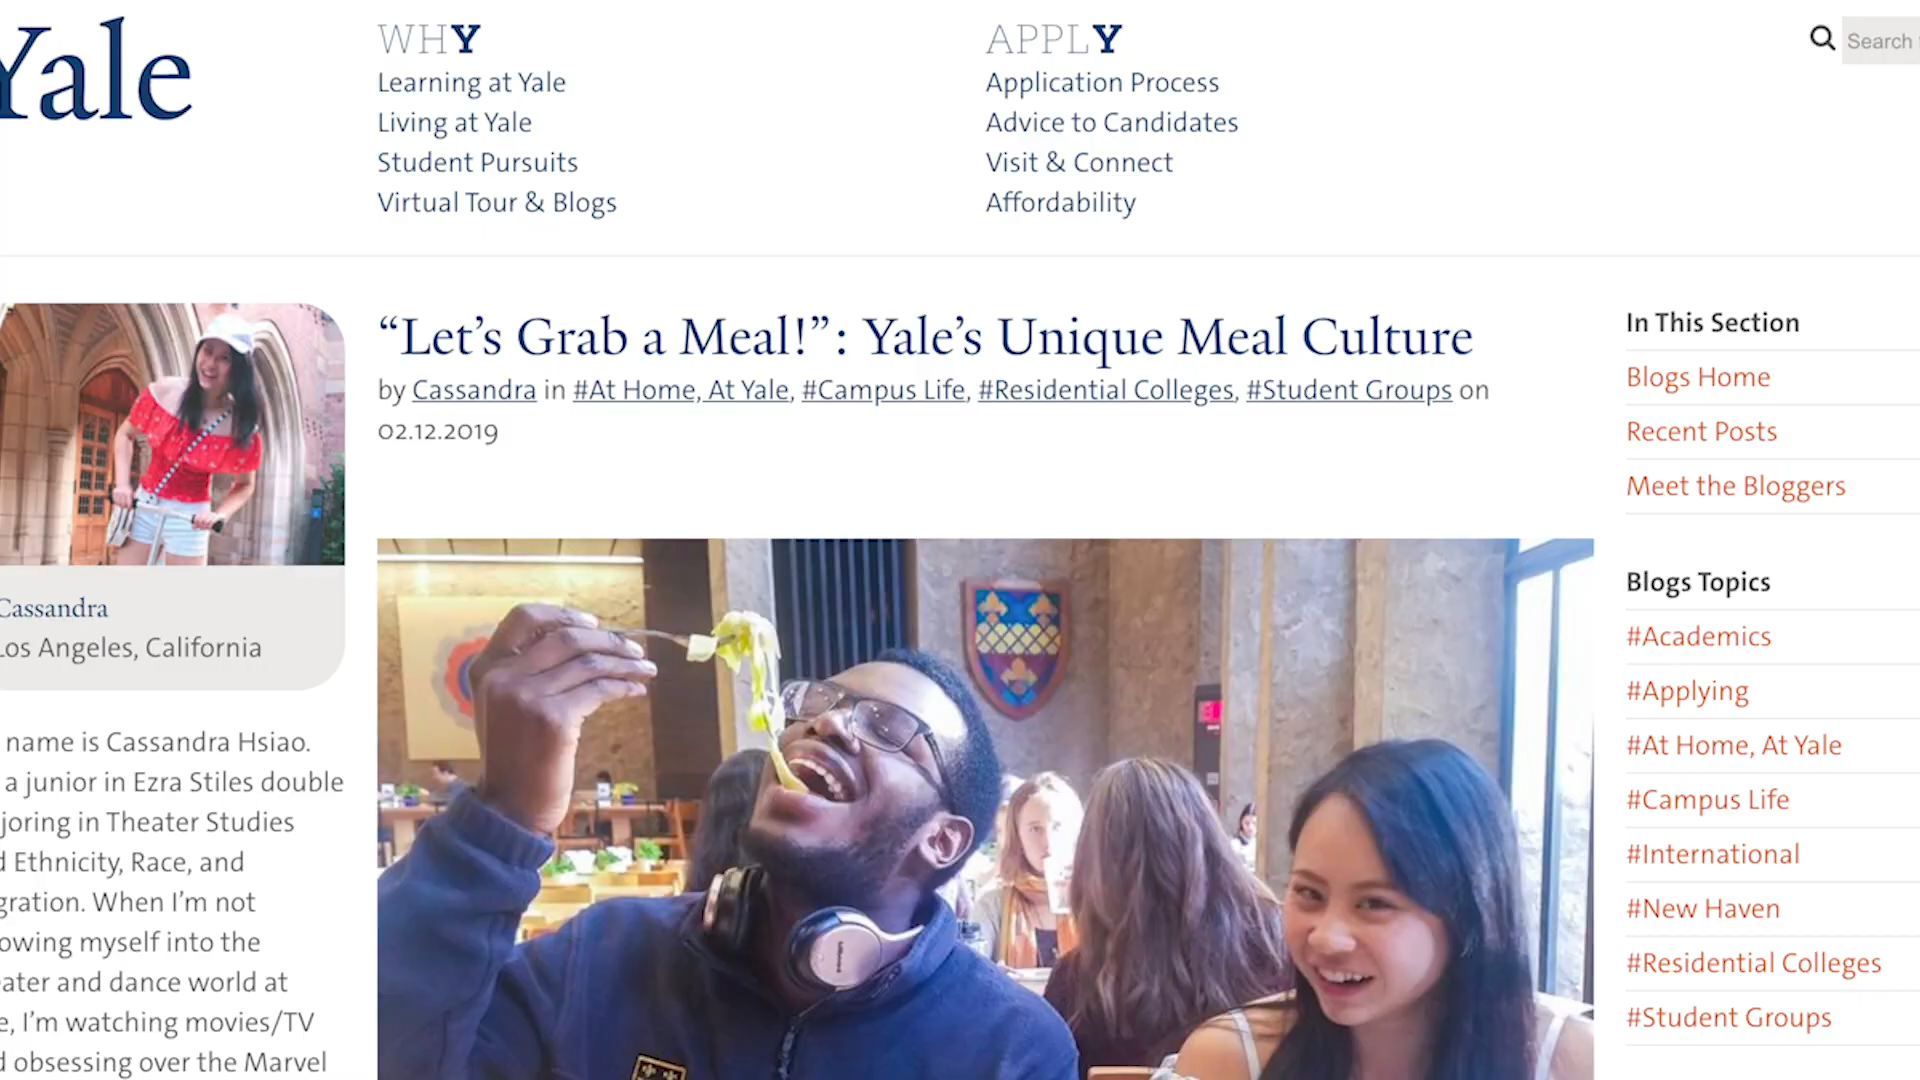 Yale
WHY
Learning at Yale
Living at Yale
Student Pursuits
Virtual Tour & Blogs
APPLY
Application Process
Advice to Candidates
Visit & Connect
Affordability
Search
Cassandra
Los Angeles, California
name is Cassandra Hsiao.
a junior in Ezra Stiles double
joring in Theater Studies
d Ethnicity, Race, and
gration. When I'm not
owing myself into the
eater and dance world at
e, I'm watching movies/TV
d obsessing over the Marvel
“Let’s Grab a Meal!”: Yale’s Unique Meal Culture
by Cassandra in #At Home, At Yale, #Campus Life, #Residential Colleges, #Student Groups on
02.12.2019
In This Section
Blogs Home
Recent Posts
Meet the Bloggers
Blogs Topics
#Academics
#Applying
#At Home, At Yale
#Campus Life
#International
#New Haven
#Residential Colleges
#Student Groups